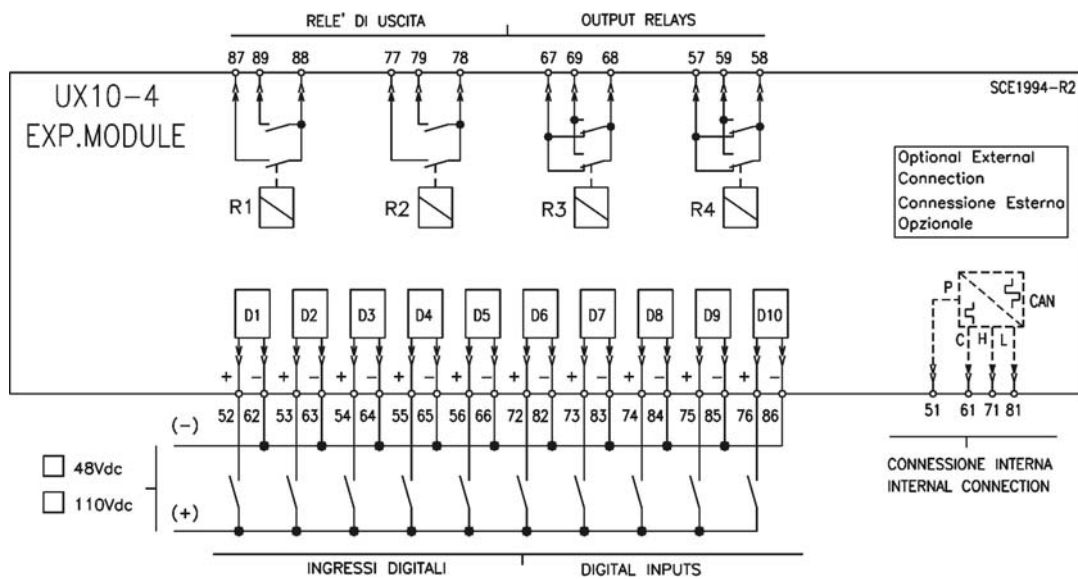 RELE' DI USCITA OUTPUT RELAYS
87 89 88 77 79 78 67 69 68 57 59 58
UX10-4
EXP.MODULE
SCE1994-R2
Optional External
Connection
Connessione Esterna
Opzionale
R1 R2 R3 R4
D1 D2 D3 D4 D5 D6 D7 D8 D9 D10
P CAN
C H L
+ − + − + − + − + − + − + − + − + − + −
52 62 53 63 54 64 55 65 56 66 72 82 73 83 74 84 75 85 76 86
51 61 71 81
(-)
48Vdc
110Vdc
(+)
CONNESSIONE INTERNA
INTERNAL CONNECTION
INGRESSI DIGITALI DIGITAL INPUTS